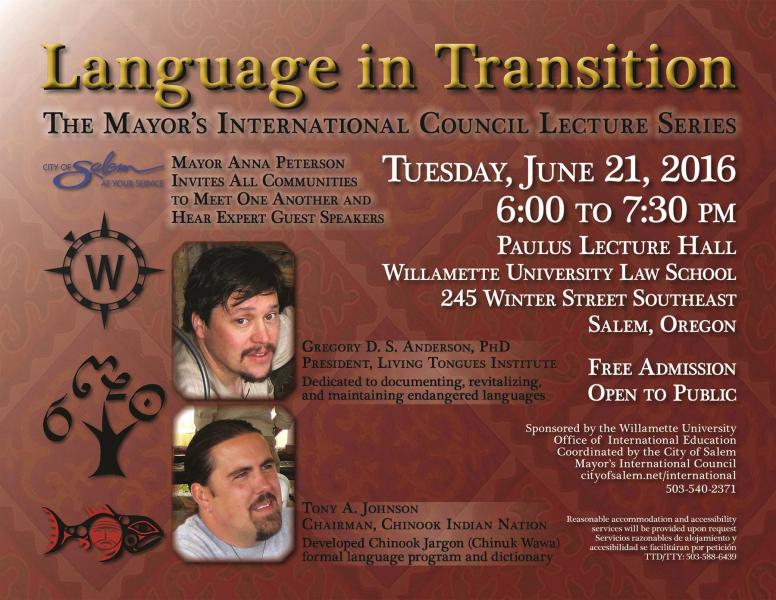 Language in Transition
The Mayor's International Council Lecture Series
CITY OF Salem
AT YOUR SERVICE
Mayor Anna Peterson
Invites All Communities
to Meet One Another and
Hear Expert Guest Speakers
Tuesday, June 21, 2016
6:00 to 7:30 pm
Paulus Lecture Hall
Willamette University Law School
245 Winter Street Southeast
Salem, Oregon
W
Gregory D. S. Anderson, PhD
President, Living Tongues Institute
Dedicated to documenting, revitalizing,
and maintaining endangered languages
Free Admission
Open to Public
Sponsored by the Willamette University
Office of International Education
Coordinated by the City of Salem
Mayor's International Council
cityofsalem.net/international
503-540-2371
Tony A. Johnson
Chairman, Chinook Indian Nation
Developed Chinook Jargon (Chinuk Wawa)
formal language program and dictionary
Reasonable accommodation and accessibility
services will be provided upon request
Servicios razonables de alojamiento y
accesibilidad se facilitáran por petición
TTD/TTY: 503-588-6439